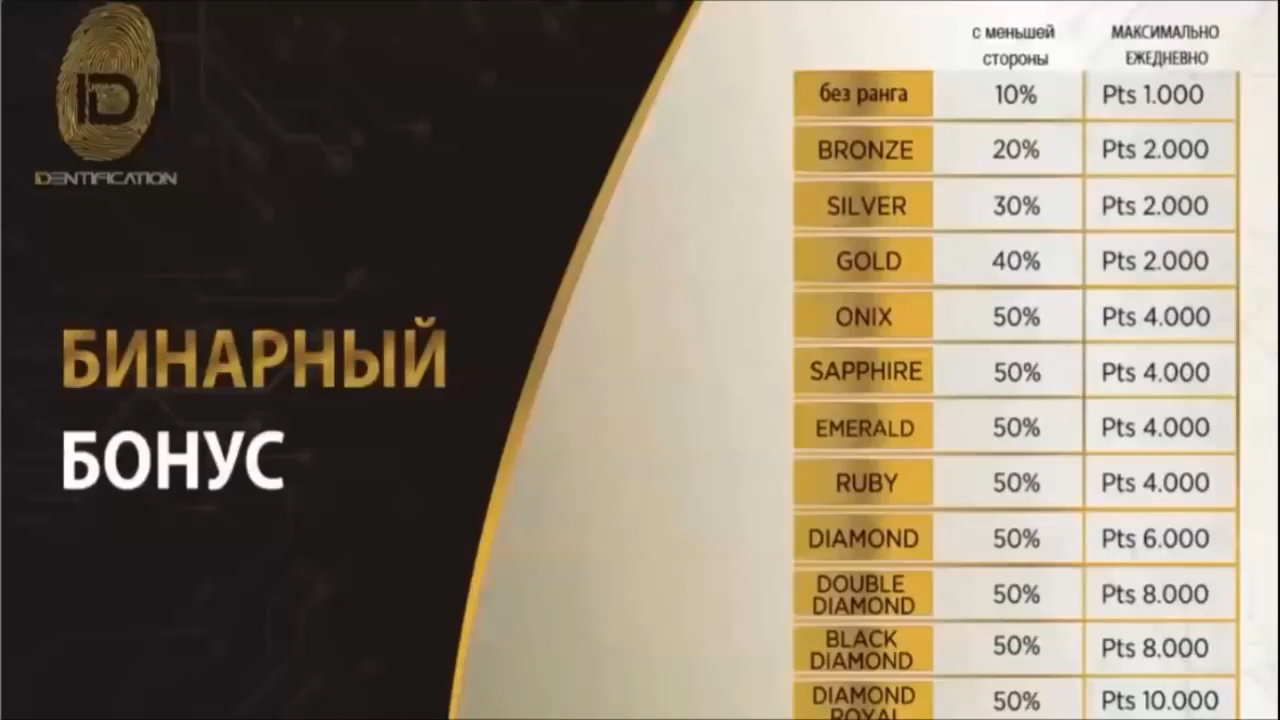 ID
IDENTIFICATION
БИНАРНЫЙ
БОНУС
с меньшей стороны
МАКСИМАЛЬНО ЕЖЕДНЕВНО
без ранга 10% Pts 1.000
BRONZE 20% Pts 2.000
SILVER 30% Pts 2.000
GOLD 40% Pts 2.000
ONIX 50% Pts 4.000
SAPPHIRE 50% Pts 4.000
EMERALD 50% Pts 4.000
RUBY 50% Pts 4.000
DIAMOND 50% Pts 6.000
DOUBLE DIAMOND 50% Pts 8.000
BLACK DIAMOND 50% Pts 8.000
DIAMOND ROYAL 50% Pts 10.000